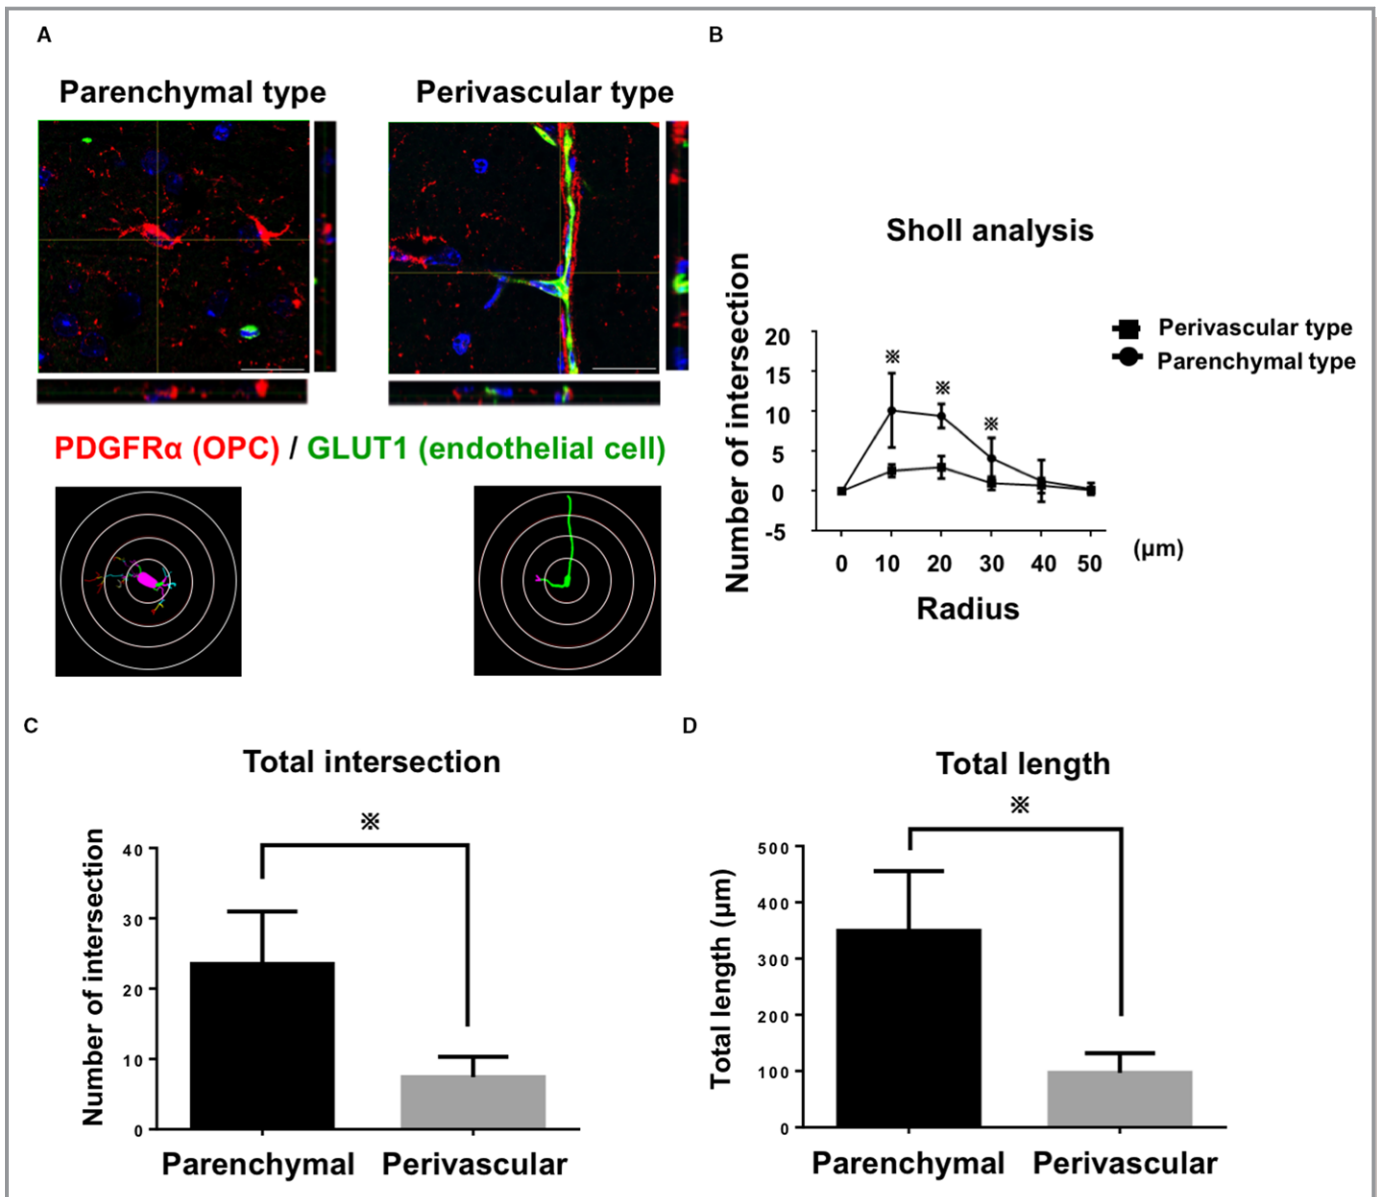 A
Parenchymal type
Perivascular type
PDGFRα (OPC) / GLUT1 (endothelial cell)
B
Sholl analysis
Number of intersection
20
15
10
5
0
-5
※
※
※
Perivascular type
Parenchymal type
0 10 20 30 40 50
(µm)
Radius
C
Total intersection
※
Number of intersection
40
30
20
10
0
Parenchymal Perivascular
D
Total length
※
Total length (µm)
500
400
300
200
100
0
Parenchymal Perivascular